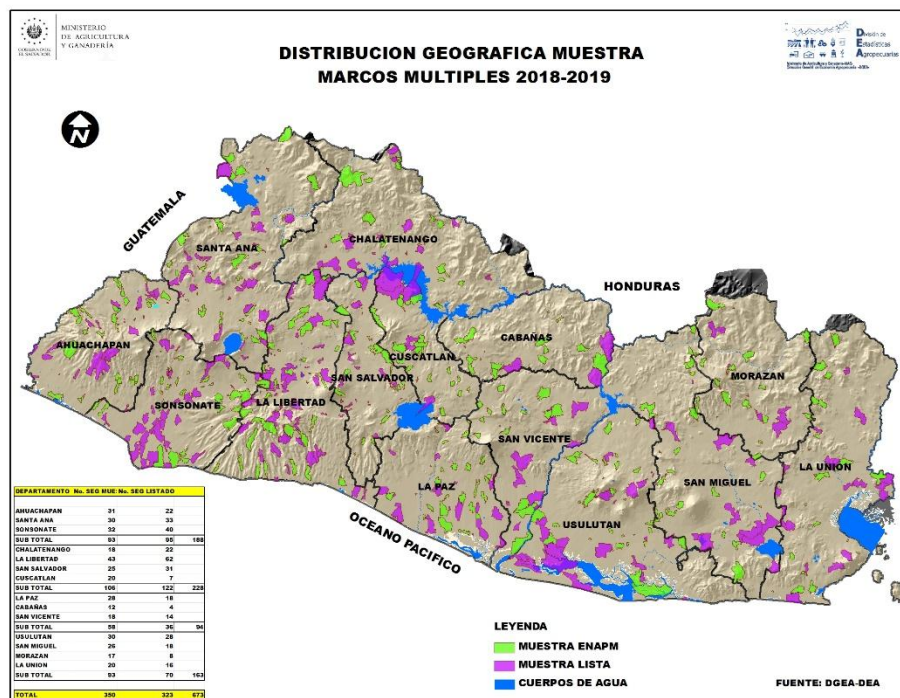 MINISTERIO
DE AGRICULTURA
Y GANADERÍA
DISTRIBUCION GEOGRAFICA MUESTRA
MARCOS MULTIPLES 2018-2019
División de
Estadísticas
Agropecuarias
N
GUATEMALA
SANTA ANA
CHALATENANGO
HONDURAS
AHUACHAPAN
CABAÑAS
CUSCATLAN
SAN SALVADOR
MORAZAN
SONSONATE
LA LIBERTAD
SAN VICENTE
LA UNION
LA PAZ
SAN MIGUEL
USULUTAN
OCEANO PACIFICO
DEPARTAMENTO No. SEG MUE No. SEG LISTADO
AHUACHAPAN 31 22
SANTA ANA 30 33
SONSONATE 32 40
SUB TOTAL 93 95 188
CHALATENANGO 18 22
LA LIBERTAD 43 62
SAN SALVADOR 25 31
CUSCATLAN 20 7
SUB TOTAL 106 122 228
LA PAZ 28 18
CABAÑAS 12 4
SAN VICENTE 18 14
SUB TOTAL 58 36 94
USULUTAN 30 28
SAN MIGUEL 26 18
MORAZAN 17 8
LA UNION 20 16
SUB TOTAL 93 70 163
TOTAL 350 323 673
LEYENDA
MUESTRA ENAPM
MUESTRA LISTA
CUERPOS DE AGUA
FUENTE: DGEA-DEA